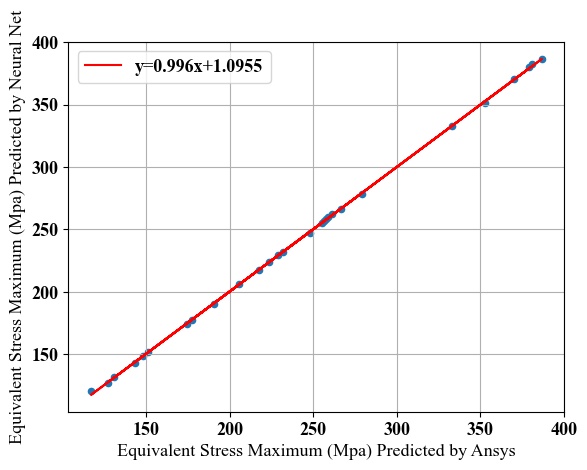 Equivalent Stress Maximum (Mpa) Predicted by Neural Net
400
350
300
250
200
150
y=0.996x+1.0955
150 200 250 300 350 400
Equivalent Stress Maximum (Mpa) Predicted by Ansys